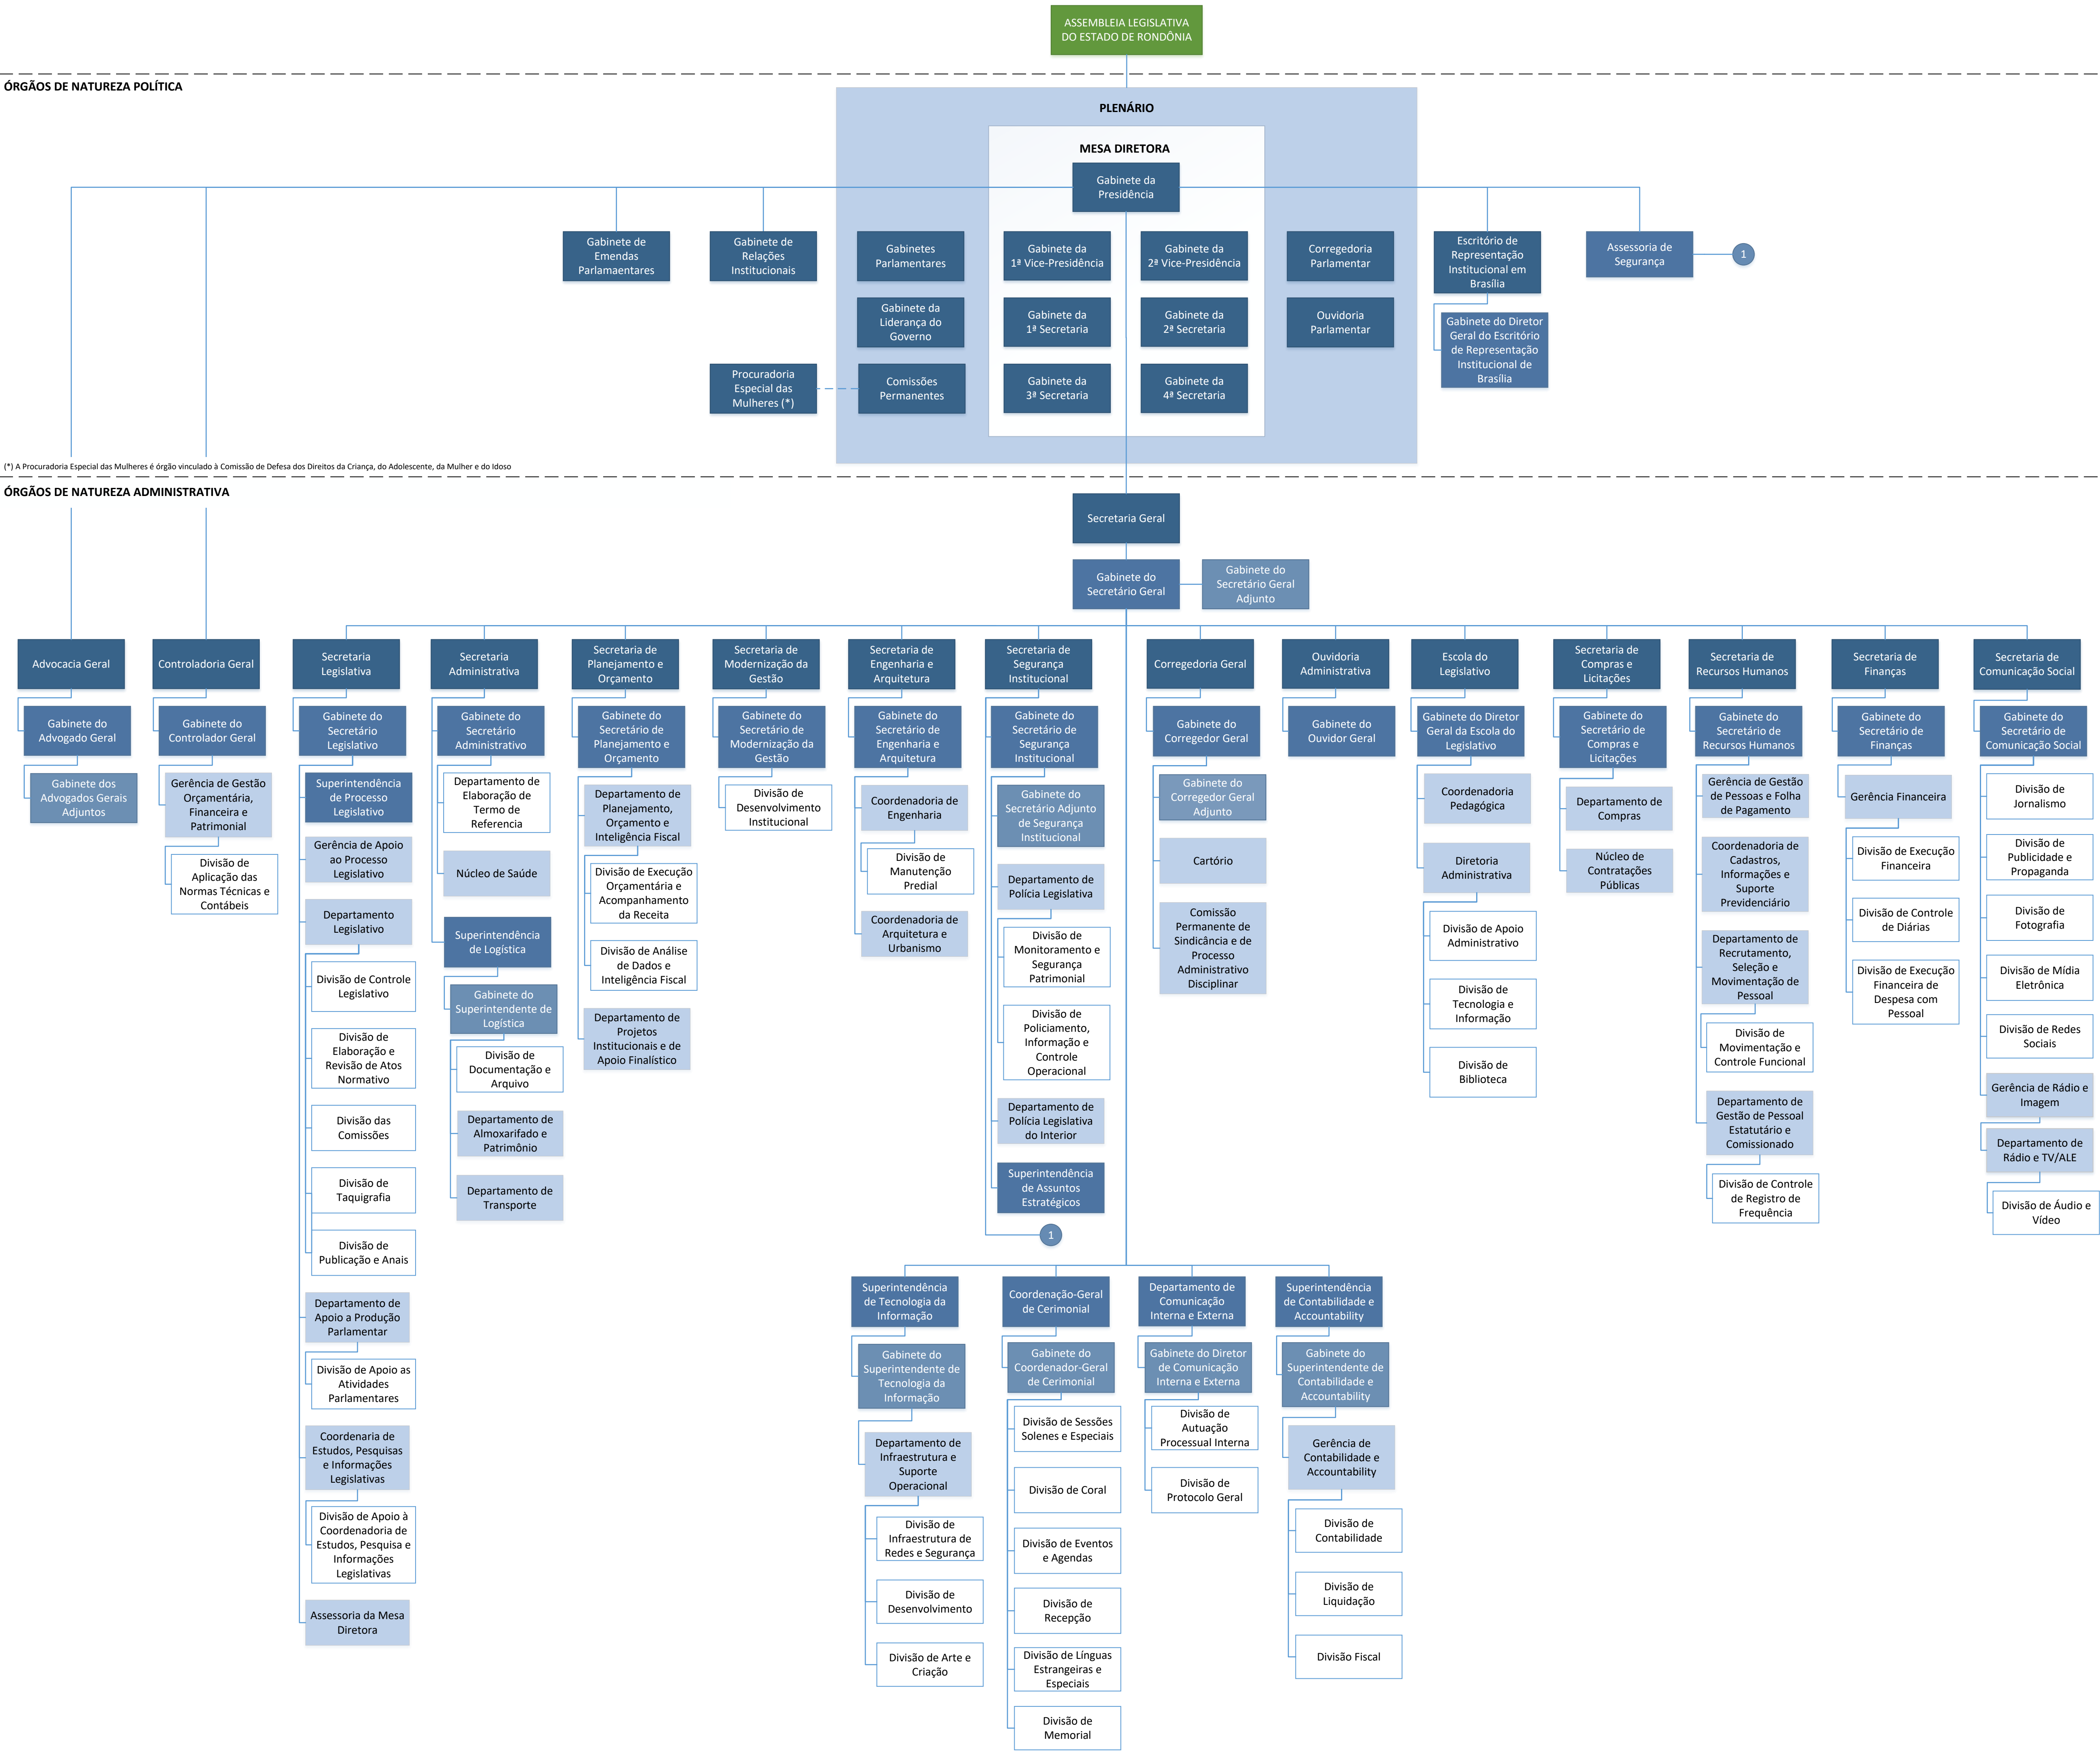 ASSEMBLEIA LEGISLATIVA
DO ESTADO DE RONDÔNIA
ÓRGÃOS DE NATUREZA POLÍTICA
PLENÁRIO
MESA DIRETORA
Gabinete da
Presidência
Gabinete de
Emendas
Parlamaentares
Gabinete de
Relações
Institucionais
Gabinetes
Parlamentares
Gabinete da
1ª Vice-Presidência
Gabinete da
2ª Vice-Presidência
Corregedoria
Parlamentar
Escritório de
Representação
Institucional em
Brasília
Assessoria de
Segurança
1
Gabinete da
Liderança do
Governo
Gabinete da
1ª Secretaria
Gabinete da
2ª Secretaria
Ouvidoria
Parlamentar
Gabinete do Diretor
Geral do Escritório
de Representação
Institucional de
Brasília
Procuradoria
Especial das
Mulheres (*)
Comissões
Permanentes
Gabinete da
3ª Secretaria
Gabinete da
4ª Secretaria
(*) A Procuradoria Especial das Mulheres é órgão vinculado à Comissão de Defesa dos Direitos da Criança, do Adolescente, da Mulher e do Idoso
ÓRGÃOS DE NATUREZA ADMINISTRATIVA
Secretaria Geral
Gabinete do
Secretário Geral
Gabinete do
Secretário Geral
Adjunto
Advocacia Geral
Gabinete do
Advogado Geral
Gabinete dos
Advogados Gerais
Adjuntos
Controladoria Geral
Gabinete do
Controlador Geral
Gerência de Gestão
Orçamentária,
Financeira e
Patrimonial
Divisão de
Aplicação das
Normas Técnicas e
Contábeis
Secretaria
Legislativa
Gabinete do
Secretário
Legislativo
Superintendência
de Processo
Legislativo
Gerência de Apoio
ao Processo
Legislativo
Departamento
Legislativo
Divisão de Controle
Legislativo
Divisão de
Elaboração e
Revisão de Atos
Normativo
Divisão das
Comissões
Divisão de
Taquigrafia
Divisão de
Publicação e Anais
Departamento de
Apoio a Produção
Parlamentar
Divisão de Apoio as
Atividades
Parlamentares
Coordenaria de
Estudos, Pesquisas
e Informações
Legislativas
Divisão de Apoio à
Coordenadoria de
Estudos, Pesquisa e
Informações
Legislativas
Assessoria da Mesa
Diretora
Secretaria
Administrativa
Gabinete do
Secretário
Administrativo
Departamento de
Elaboração de
Termo de
Referencia
Núcleo de Saúde
Superintendência
de Logística
Gabinete do
Superintendente de
Logística
Divisão de
Documentação e
Arquivo
Departamento de
Almoxarifado e
Patrimônio
Departamento de
Transporte
Secretaria de
Planejamento e
Orçamento
Gabinete do
Secretário de
Planejamento e
Orçamento
Departamento de
Planejamento,
Orçamento e
Inteligência Fiscal
Divisão de Execução
Orçamentária e
Acompanhamento
da Receita
Divisão de Análise
de Dados e
Inteligência Fiscal
Departamento de
Projetos
Institucionais e de
Apoio Finalístico
Secretaria de
Modernização da
Gestão
Gabinete do
Secretário de
Modernização da
Gestão
Divisão de
Desenvolvimento
Institucional
Secretaria de
Engenharia e
Arquitetura
Gabinete do
Secretário de
Engenharia e
Arquitetura
Coordenadoria de
Engenharia
Divisão de
Manutenção
Predial
Coordenadoria de
Arquitetura e
Urbanismo
Secretaria de
Segurança
Institucional
Gabinete do
Secretário de
Segurança
Institucional
Gabinete do
Secretário Adjunto
de Segurança
Institucional
Departamento de
Polícia Legislativa
Divisão de
Monitoramento e
Segurança
Patrimonial
Divisão de
Policiamento,
Informação e
Controle
Operacional
Departamento de
Polícia Legislativa
do Interior
Superintendência
de Assuntos
Estratégicos
1
Corregedoria Geral
Gabinete do
Corregedor Geral
Gabinete do
Corregedor Geral
Adjunto
Cartório
Comissão
Permanente de
Sindicância e de
Processo
Administrativo
Disciplinar
Ouvidoria
Administrativa
Gabinete do
Ouvidor Geral
Escola do
Legislativo
Gabinete do Diretor
Geral da Escola do
Legislativo
Coordenadoria
Pedagógica
Diretoria
Administrativa
Divisão de Apoio
Administrativo
Divisão de
Tecnologia e
Informação
Divisão de
Biblioteca
Secretaria de
Compras e
Licitações
Gabinete do
Secretário de
Compras e
Licitações
Departamento de
Compras
Núcleo de
Contratações
Públicas
Secretaria de
Recursos Humanos
Gabinete do
Secretário de
Recursos Humanos
Gerência de Gestão
de Pessoas e Folha
de Pagamento
Coordenadoria de
Cadastros,
Informações e
Suporte
Previdenciário
Departamento de
Recrutamento,
Seleção e
Movimentação de
Pessoal
Divisão de
Movimentação e
Controle Funcional
Departamento de
Gestão de Pessoal
Estatutário e
Comissionado
Divisão de Controle
de Registro de
Frequência
Secretaria de
Finanças
Gabinete do
Secretário de
Finanças
Gerência Financeira
Divisão de Execução
Financeira
Divisão de Controle
de Diárias
Divisão de Execução
Financeira de
Despesa com
Pessoal
Secretaria de
Comunicação Social
Gabinete do
Secretário de
Comunicação Social
Divisão de
Jornalismo
Divisão de
Publicidade e
Propaganda
Divisão de
Fotografia
Divisão de Mídia
Eletrônica
Divisão de Redes
Sociais
Gerência de Rádio e
Imagem
Departamento de
Rádio e TV/ALE
Divisão de Áudio e
Vídeo
Superintendência
de Tecnologia da
Informação
Gabinete do
Superintendente de
Tecnologia da
Informação
Departamento de
Infraestrutura e
Suporte
Operacional
Divisão de
Infraestrutura de
Redes e Segurança
Divisão de
Desenvolvimento
Divisão de Arte e
Criação
Coordenação-Geral
de Cerimonial
Gabinete do
Coordenador-Geral
de Cerimonial
Divisão de Sessões
Solenes e Especiais
Divisão de Coral
Divisão de Eventos
e Agendas
Divisão de
Recepção
Divisão de Línguas
Estrangeiras e
Especiais
Divisão de
Memorial
Departamento de
Comunicação
Interna e Externa
Gabinete do Diretor
de Comunicação
Interna e Externa
Divisão de
Autuação
Processual Interna
Divisão de
Protocolo Geral
Superintendência
de Contabilidade e
Accountability
Gabinete do
Superintendente de
Contabilidade e
Accountability
Gerência de
Contabilidade e
Accountability
Divisão de
Contabilidade
Divisão de
Liquidação
Divisão Fiscal